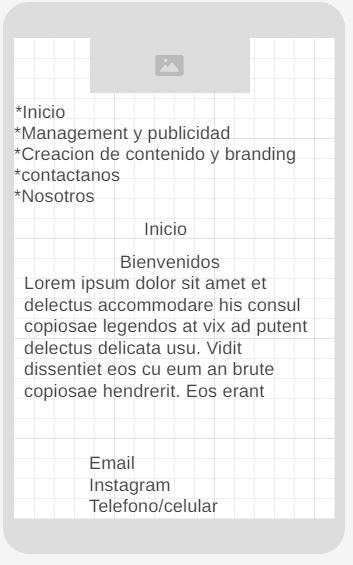 *Inicio
*Management y publicidad
*Creacion de contenido y branding
*contactanos
*Nosotros
Inicio
Bienvenidos
Lorem ipsum dolor sit amet et
delectus accommodare his consul
copiosae legendos at vix ad putent
delectus delicata usu. Vidit
dissentiet eos cu eum an brute
copiosae hendrerit. Eos erant
Email
Instagram
Telefono/celular